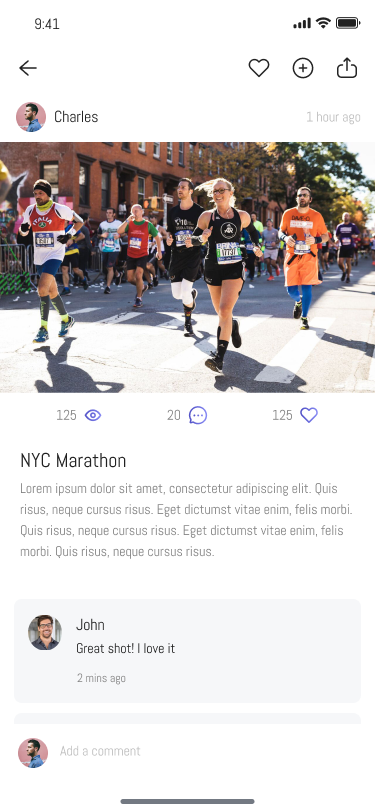 9:41
Charles
1 hour ago
125
20
125
NYC Marathon
Lorem ipsum dolor sit amet, consectetur adipiscing elit. Quis
risus, neque cursus risus. Eget dictumst vitae enim, felis morbi.
Quis risus, neque cursus risus. Eget dictumst vitae enim, felis
morbi. Quis risus, neque cursus risus.
John
Great shot! I love it
2 mins ago
Add a comment